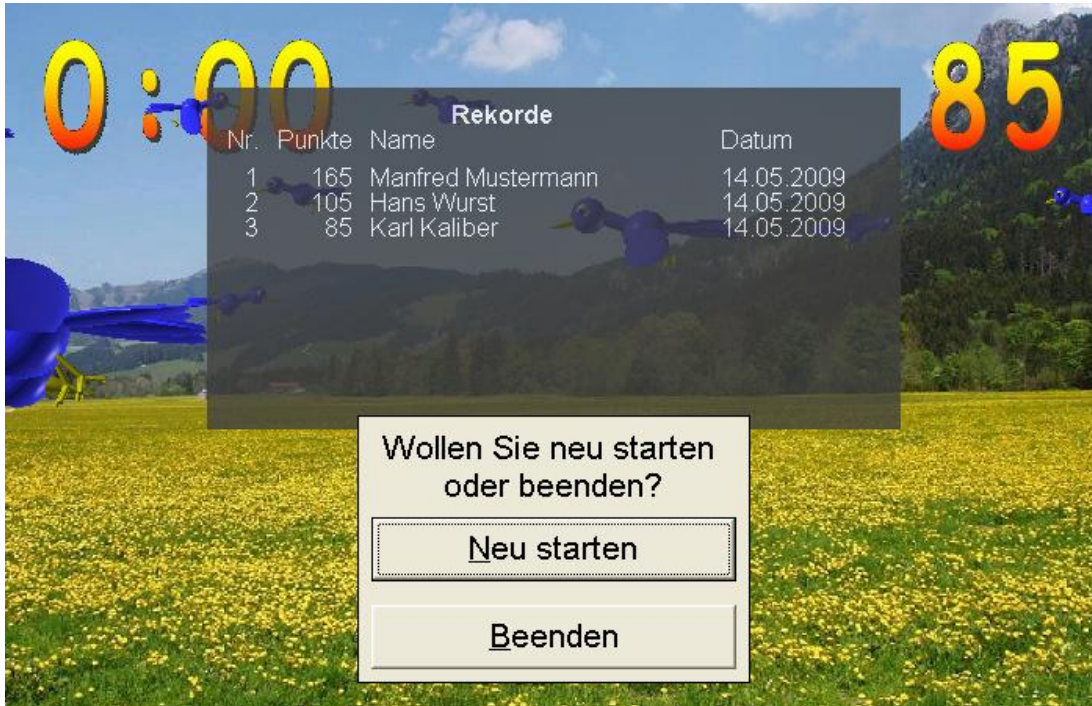 0:00 85
Rekorde
Nr. Punkte Name Datum
1 165 Manfred Mustermann 14.05.2009
2 105 Hans Wurst 14.05.2009
3 85 Karl Kaliber 14.05.2009
Wollen Sie neu starten
oder beenden?
Neu starten
Beenden